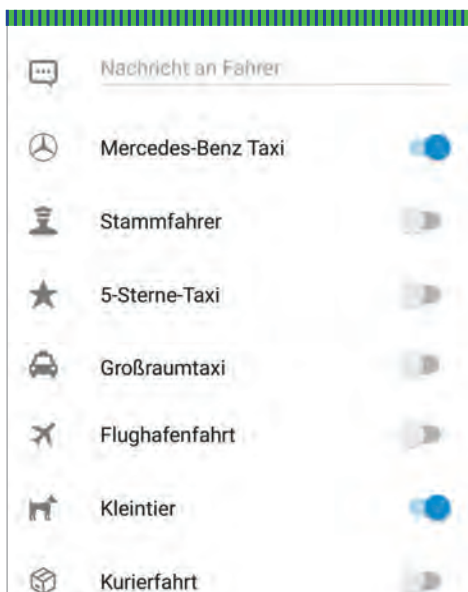 Nachricht an Fahrer
Mercedes-Benz Taxi
Stammfahrer
5-Sterne-Taxi
Großraumtaxi
Flughafenfahrt
Kleintier
Kurierfahrt